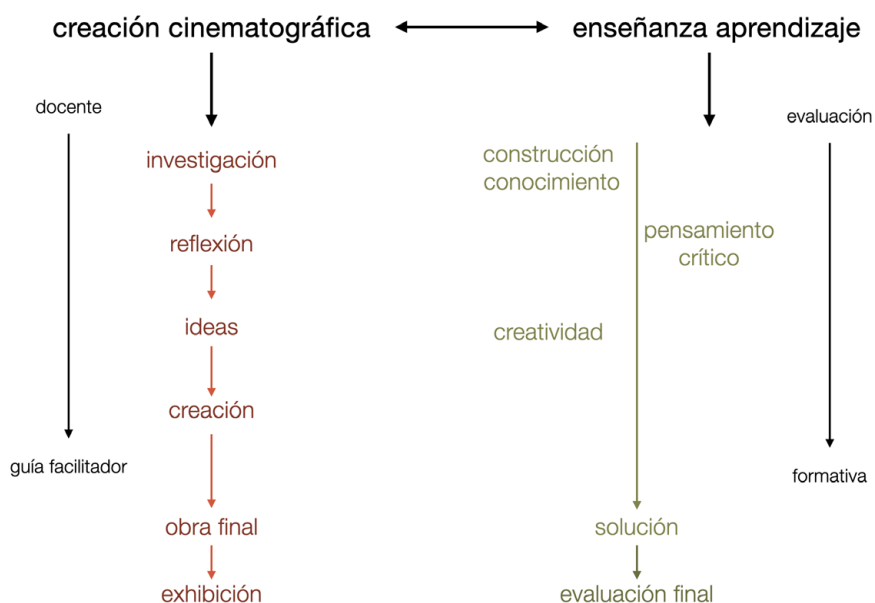 creación cinematográfica
enseñanza aprendizaje
docente
evaluación
investigación
construcción
conocimiento
reflexión
pensamiento
crítico
ideas
creatividad
creación
guía facilitador
formativa
obra final
solución
exhibición
evaluación final